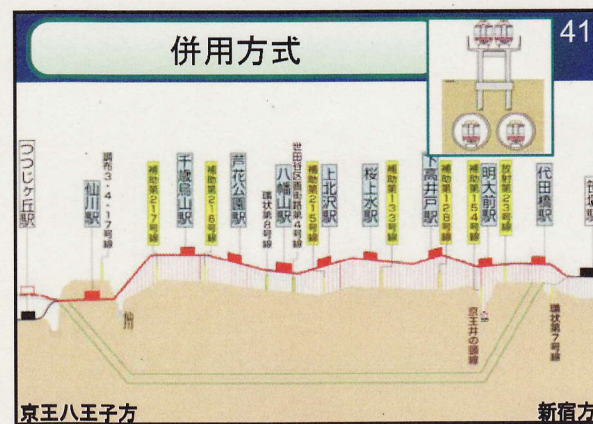 併用方式
41
つつじヶ丘駅
仙川駅
調布3・4・17号線
補助第217号線
千歳烏山駅
補助第216号線
芦花公園駅
環状第8号線
八幡山駅
世田谷区画街路第4号線
補助第215号線
上北沢駅
桜上水駅
補助第133号線
下高井戸駅
補助第128号線
補助第154号線
明大前駅
放射第23号線
代田橋駅
笹塚駅
仙川
京王井の頭線
環状第7号線
京王八王子方
新宿方